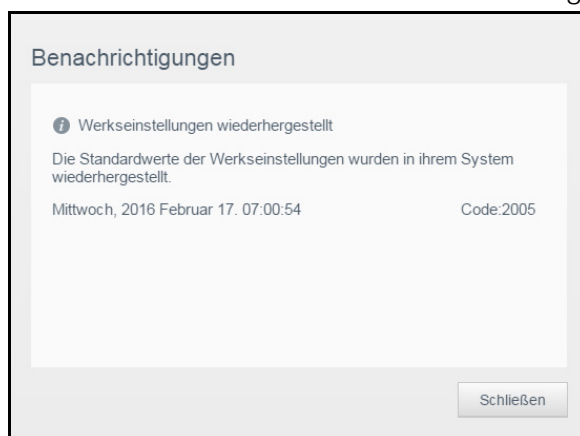 Benachrichtigungen
Werkseinstellungen wiederhergestellt
Die Standardwerte der Werkseinstellungen wurden in ihrem System
wiederhergestellt.
Mittwoch, 2016 Februar 17. 07:00:54 Code:2005
Schließen